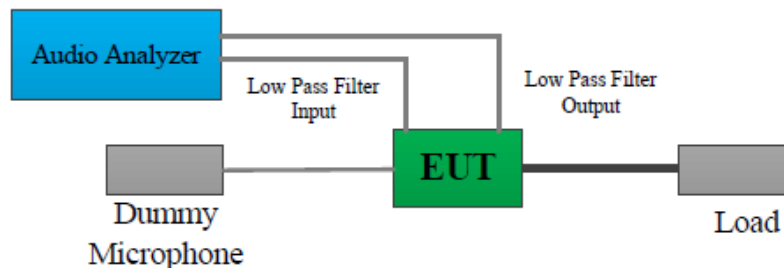 Audio Analyzer
Low Pass Filter
Input
Low Pass Filter
Output
EUT
Dummy
Microphone
Load